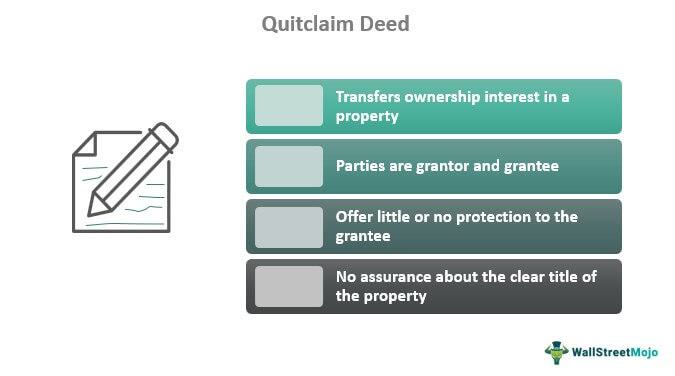 Quitclaim Deed
Transfers ownership interest in a
property
Parties are grantor and grantee
Offer little or no protection to the
grantee
No assurance about the clear title of
the property
WallStreetMojo